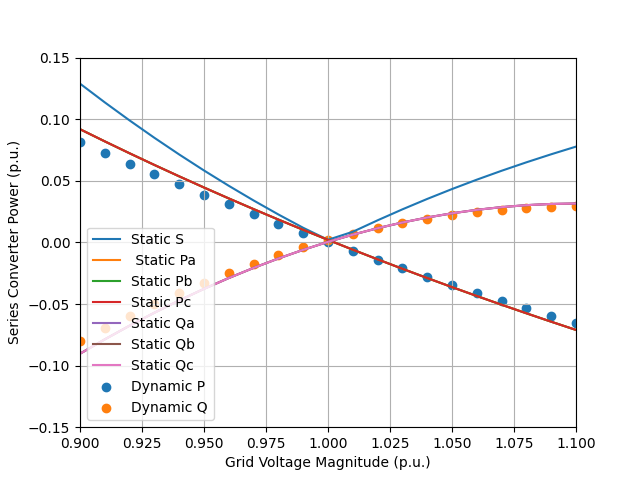 0.15
0.10
0.05
0.00
−0.05
−0.10
−0.15
Series Converter Power (p.u.)
Static S
Static Pa
Static Pb
Static Pc
Static Qa
Static Qb
Static Qc
Dynamic P
Dynamic Q
0.900 0.925 0.950 0.975 1.000 1.025 1.050 1.075 1.100
Grid Voltage Magnitude (p.u.)